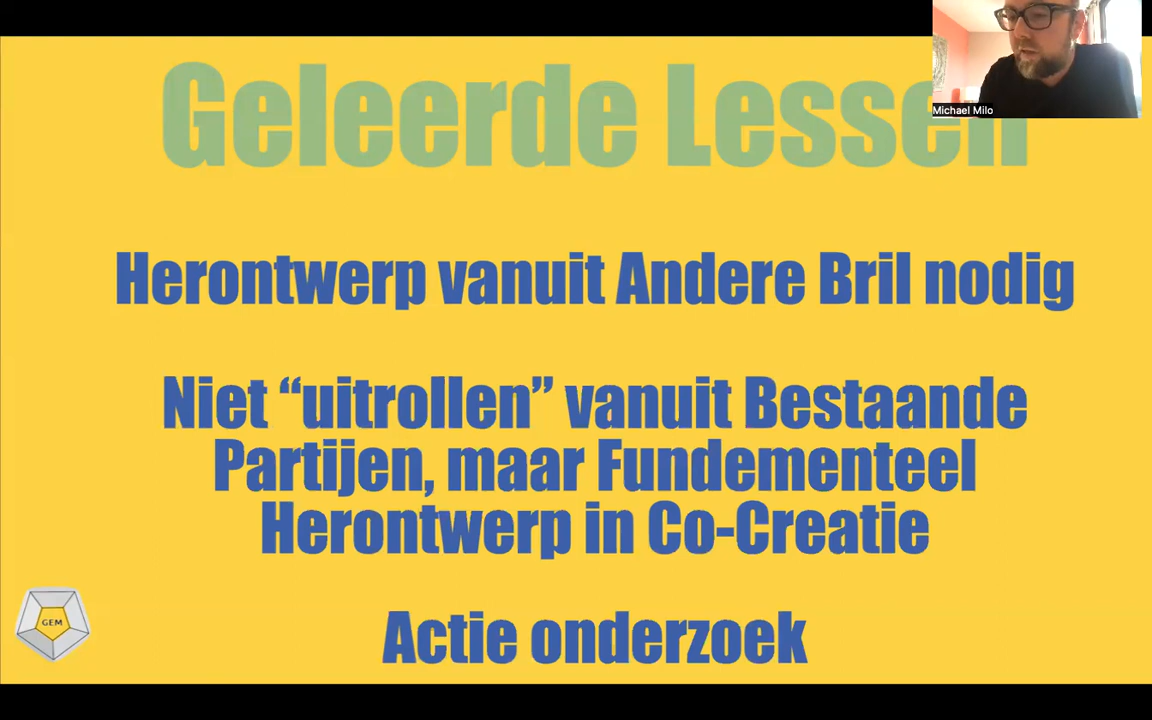 Geleerde Lessen
Michael Milo
Herontwerp vanuit Andere Bril nodig
Niet “uitrollen” vanuit Bestaande
Partijen, maar Fundementeel
Herontwerp in Co-Creatie
GEM
Actie onderzoek